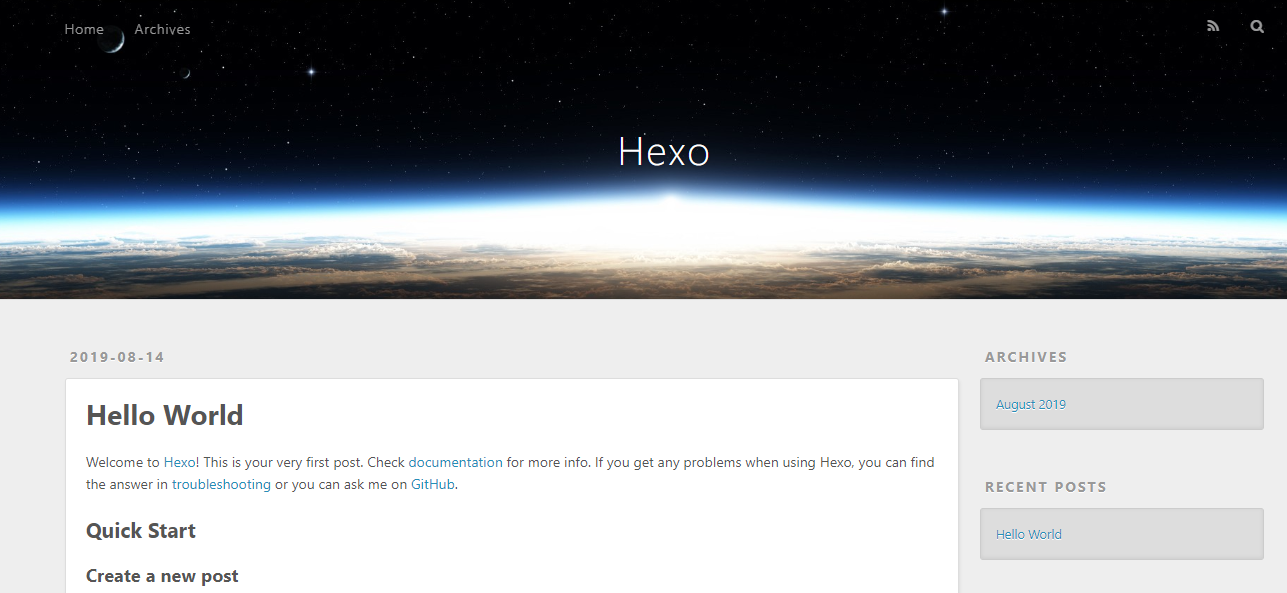 Home Archives
Hexo
2019-08-14
Hello World
Welcome to Hexo! This is your very first post. Check documentation for more info. If you get any problems when using Hexo, you can find
the answer in troubleshooting or you can ask me on GitHub.
Quick Start
Create a new post
ARCHIVES
August 2019
RECENT POSTS
Hello World